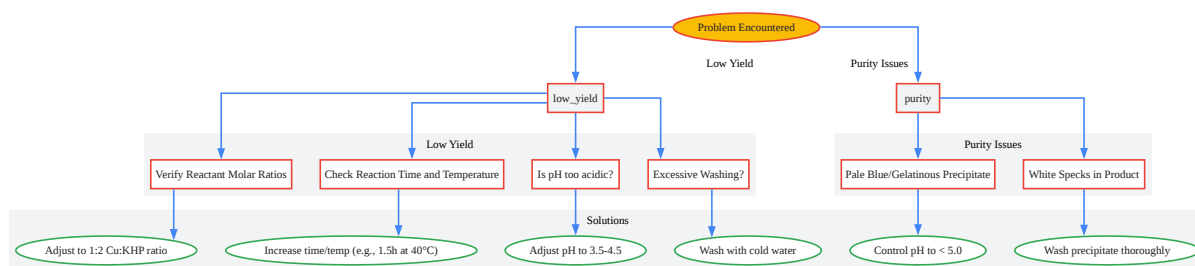 Problem Encountered
Low Yield
Purity Issues
low_yield
purity
Low Yield
Purity Issues
Verify Reactant Molar Ratios
Check Reaction Time and Temperature
Is pH too acidic?
Excessive Washing?
Pale Blue/Gelatinous Precipitate
White Specks in Product
Solutions
Adjust to 1:2 Cu:KHP ratio
Increase time/temp (e.g., 1.5h at 40°C)
Adjust pH to 3.5-4.5
Wash with cold water
Control pH to < 5.0
Wash precipitate thoroughly